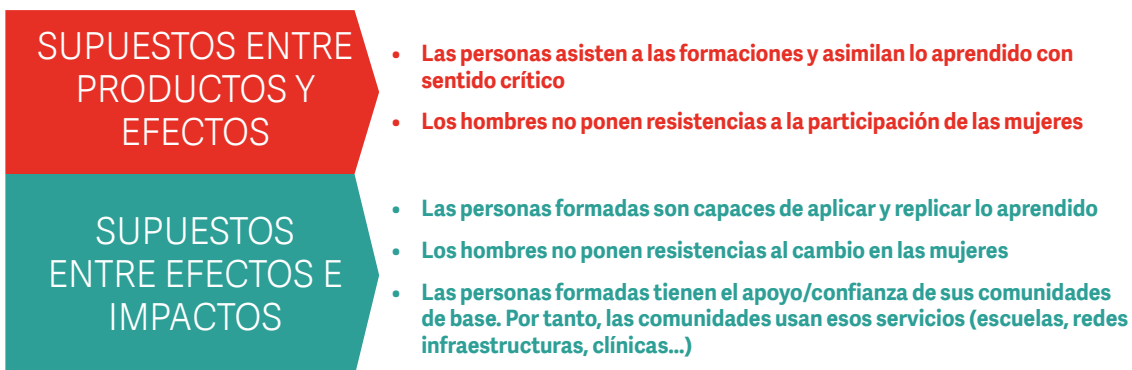 SUPUESTOS ENTRE
PRODUCTOS Y
EFECTOS
• Las personas asisten a las formaciones y asimilan lo aprendido con
sentido crítico
• Los hombres no ponen resistencias a la participación de las mujeres
SUPUESTOS
ENTRE EFECTOS E
IMPACTOS
• Las personas formadas son capaces de aplicar y replicar lo aprendido
• Los hombres no ponen resistencias al cambio en las mujeres
• Las personas formadas tienen el apoyo/confianza de sus comunidades
de base. Por tanto, las comunidades usan esos servicios (escuelas, redes
infraestructuras, clínicas...)